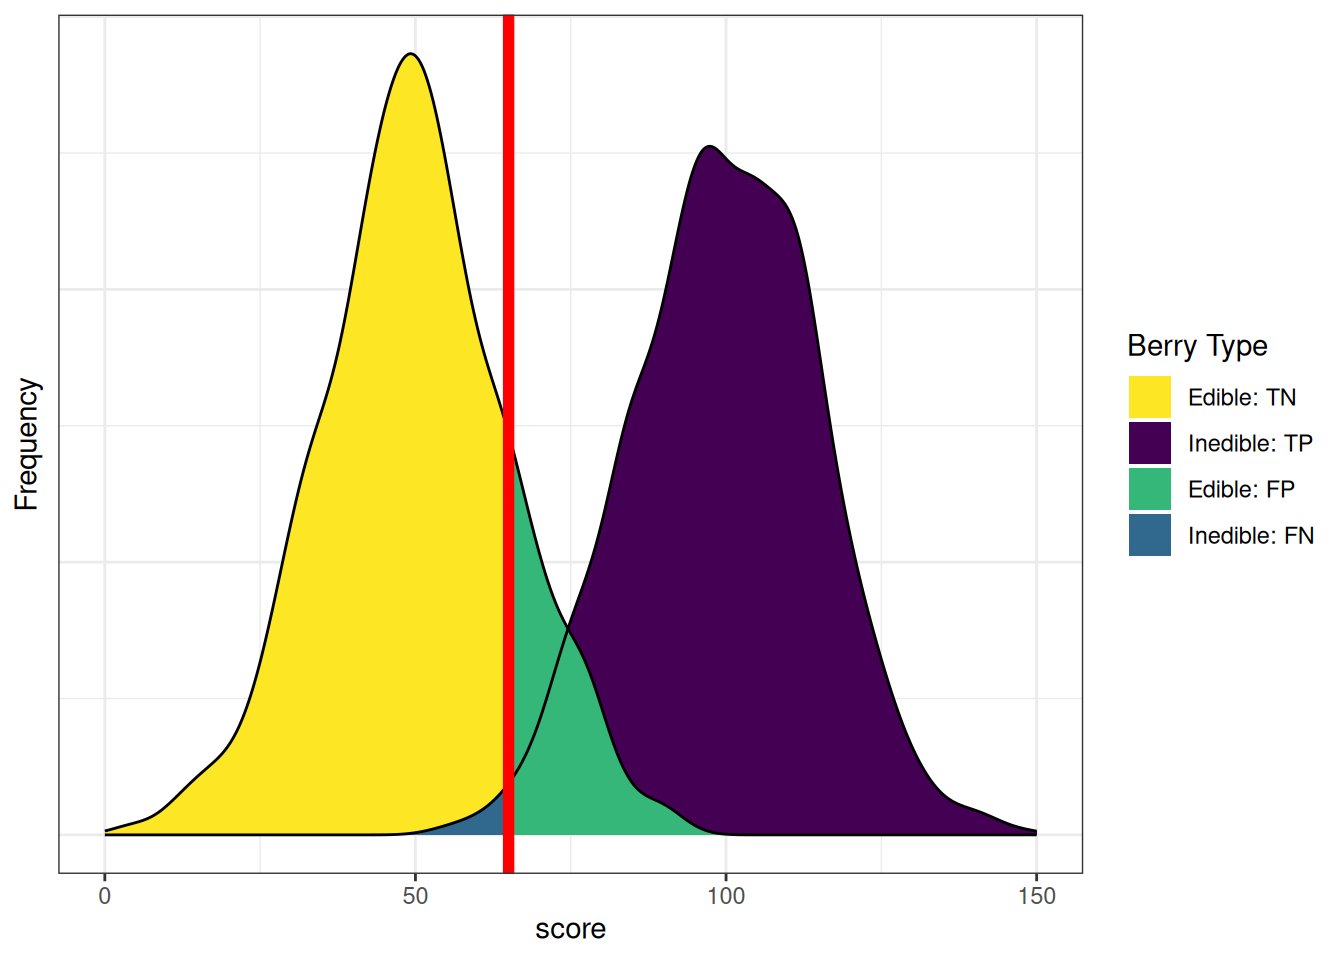 Frequency
0
50
100
150
score
Berry Type
Edible: TN
Inedible: TP
Edible: FP
Inedible: FN